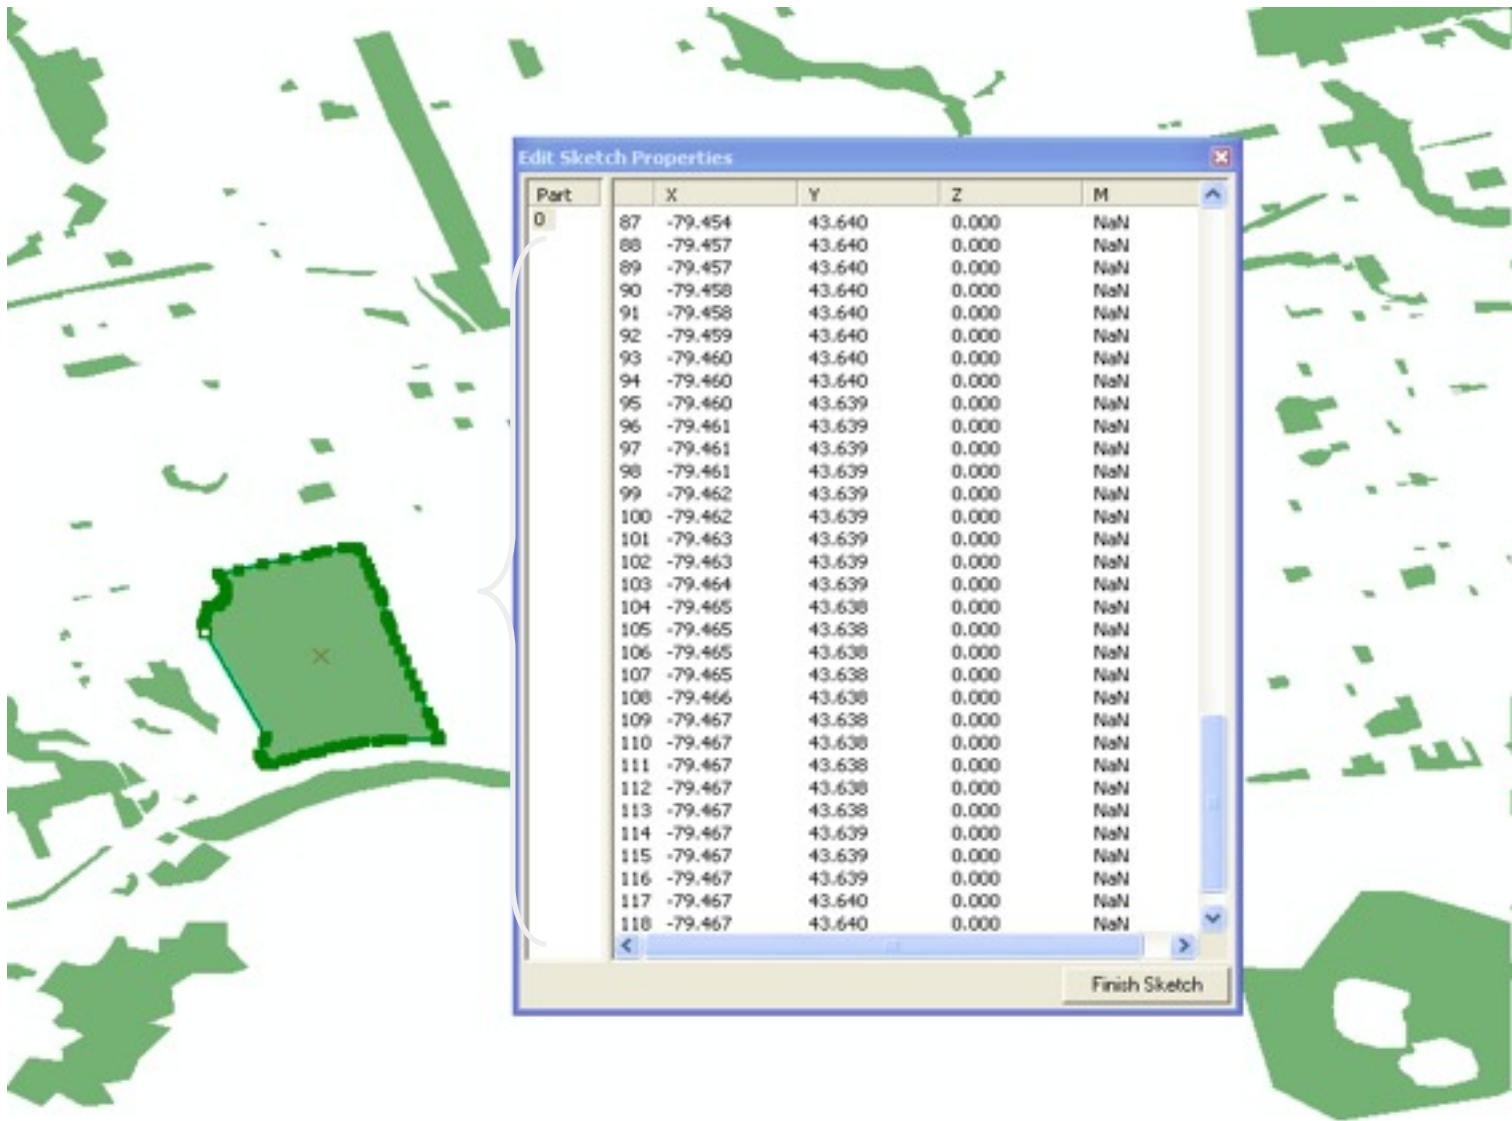 Edit Sketch Properties
Part X Y Z M
0
87 -79.454 43.640 0.000 NaN
88 -79.457 43.640 0.000 NaN
89 -79.457 43.640 0.000 NaN
90 -79.458 43.640 0.000 NaN
91 -79.458 43.640 0.000 NaN
92 -79.459 43.640 0.000 NaN
93 -79.460 43.640 0.000 NaN
94 -79.460 43.640 0.000 NaN
95 -79.460 43.639 0.000 NaN
96 -79.461 43.639 0.000 NaN
97 -79.461 43.639 0.000 NaN
98 -79.461 43.639 0.000 NaN
99 -79.462 43.639 0.000 NaN
100 -79.462 43.639 0.000 NaN
101 -79.463 43.639 0.000 NaN
102 -79.463 43.639 0.000 NaN
103 -79.464 43.639 0.000 NaN
104 -79.465 43.638 0.000 NaN
105 -79.465 43.638 0.000 NaN
106 -79.465 43.638 0.000 NaN
107 -79.465 43.638 0.000 NaN
108 -79.466 43.638 0.000 NaN
109 -79.467 43.638 0.000 NaN
110 -79.467 43.638 0.000 NaN
111 -79.467 43.638 0.000 NaN
112 -79.467 43.638 0.000 NaN
113 -79.467 43.638 0.000 NaN
114 -79.467 43.639 0.000 NaN
115 -79.467 43.639 0.000 NaN
116 -79.467 43.639 0.000 NaN
117 -79.467 43.640 0.000 NaN
118 -79.467 43.640 0.000 NaN
Finish Sketch